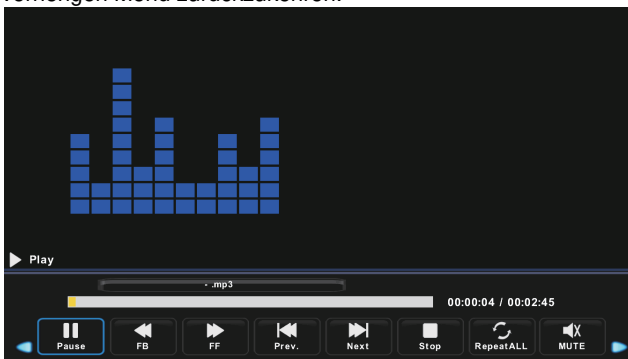 vorherigen Menü zurückzukehren.
Play
- .mp3
00:00:04 / 00:02:45
Pause FB FF Prev. Next Stop RepeatALL MUTE